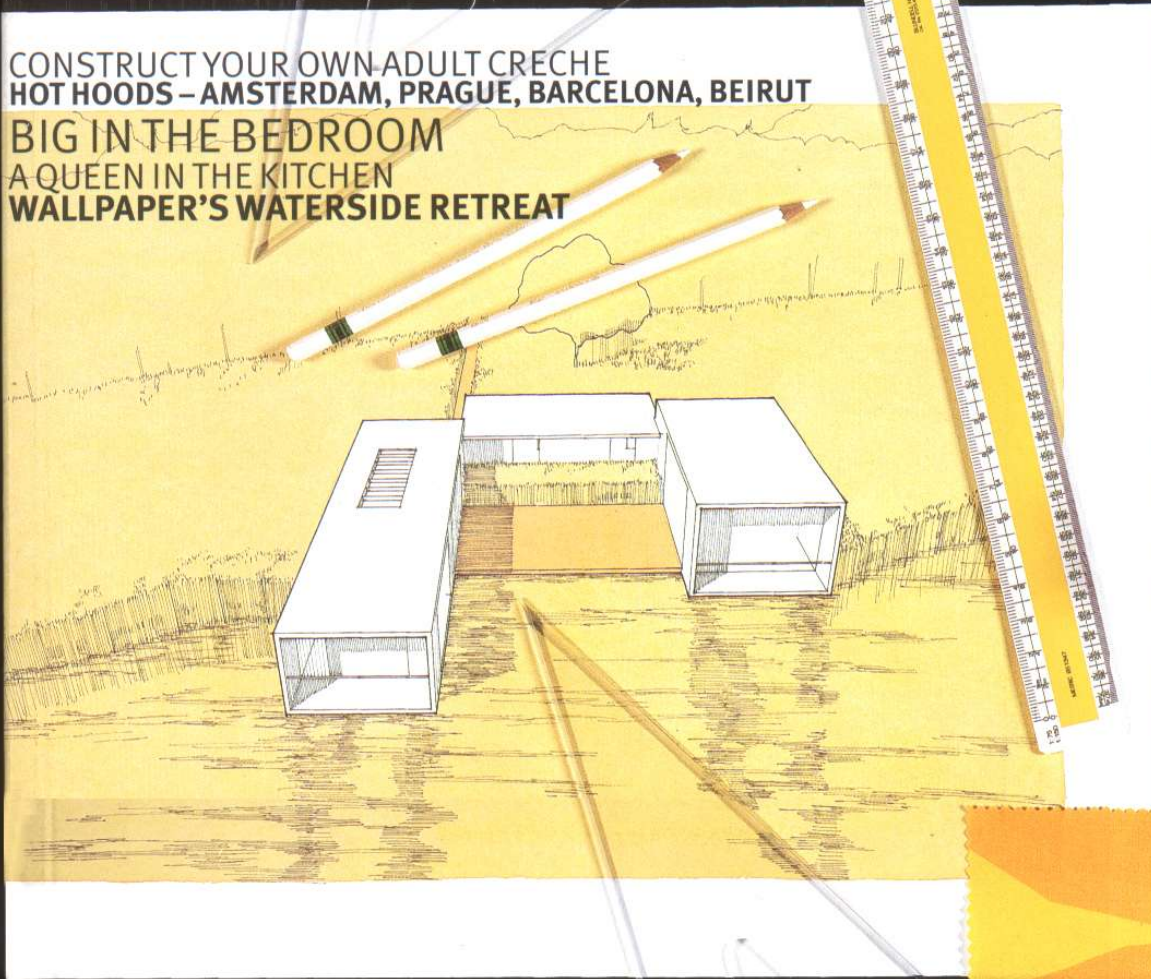 CONSTRUCT YOUR OWN ADULT CRECHE
HOT HOODS – AMSTERDAM, PRAGUE, BARCELONA, BEIRUT
BIG IN THE BEDROOM
A QUEEN IN THE KITCHEN
WALLPAPER'S WATERSIDE RETREAT